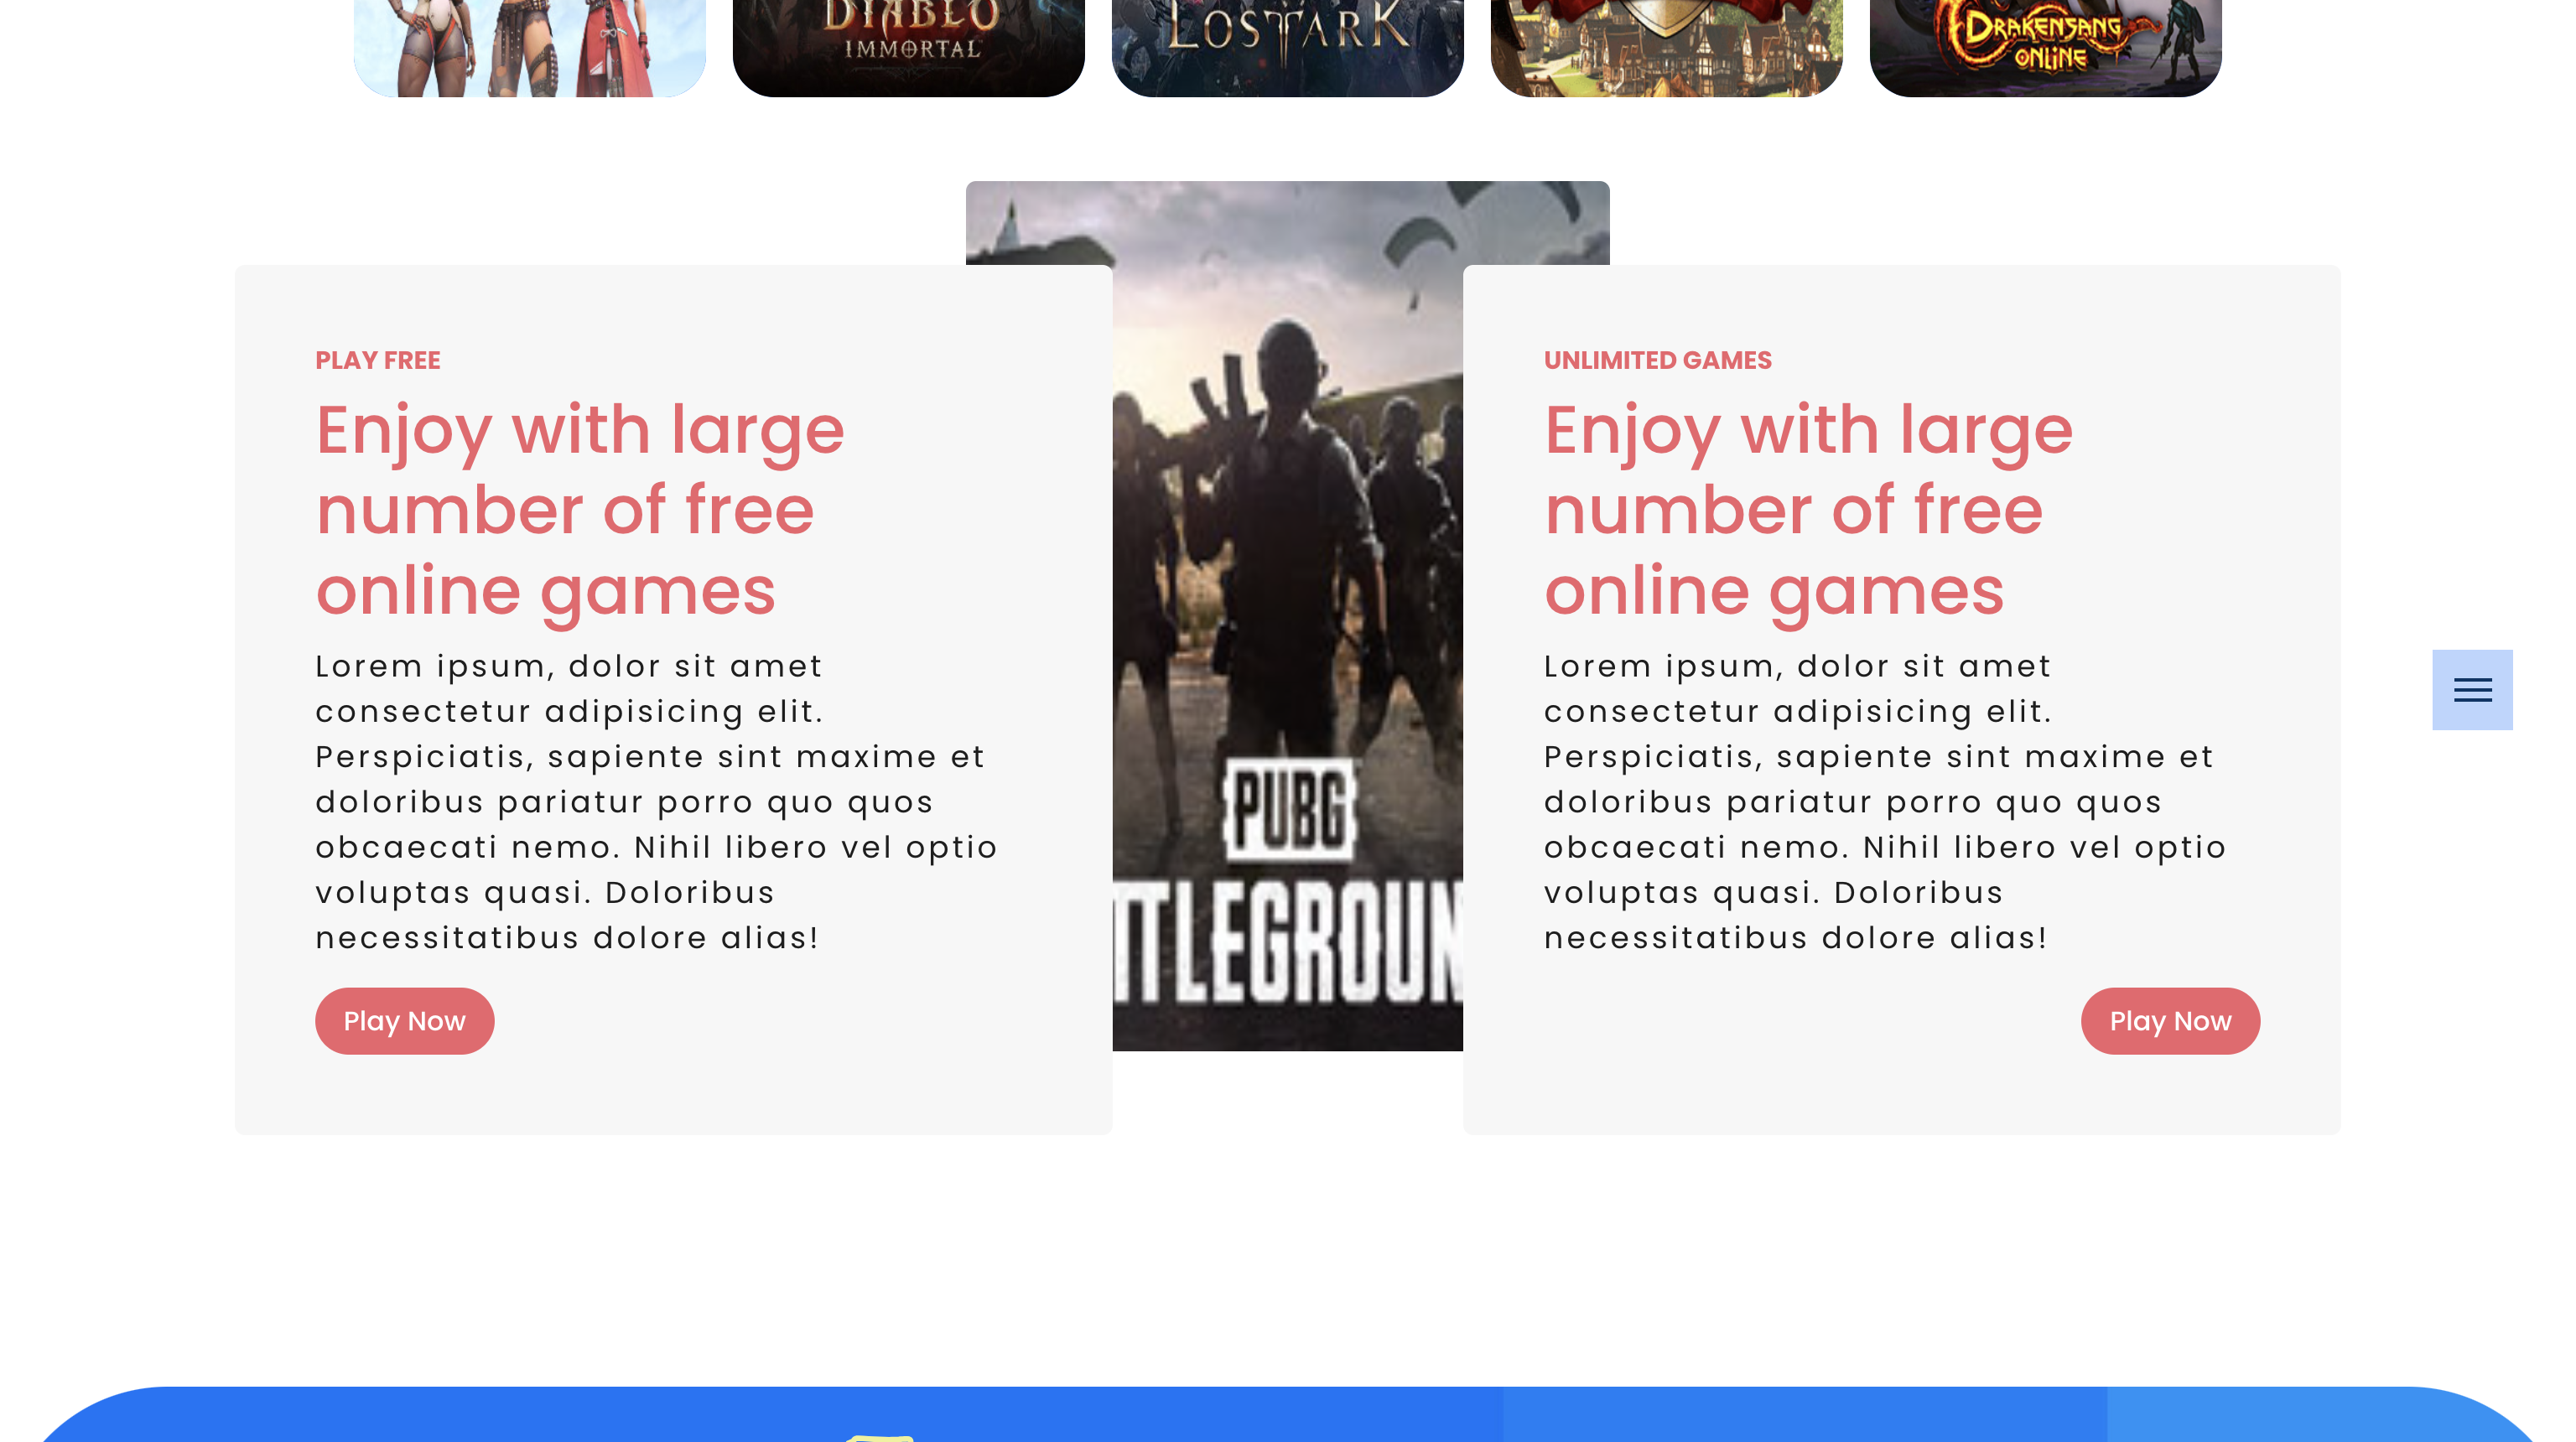 DIABLO
IMMORTAL
LOST ARK
DRAKENSANG
ONLINE
PLAY FREE
Enjoy with large
number of free
online games
Lorem ipsum, dolor sit amet
consectetur adipisicing elit.
Perspiciatis, sapiente sint maxime et
doloribus pariatur porro quo quos
obcaecati nemo. Nihil libero vel optio
voluptas quasi. Doloribus
necessitatibus dolore alias!
Play Now
PUBG
TTLEGROUN
UNLIMITED GAMES
Enjoy with large
number of free
online games
Lorem ipsum, dolor sit amet
consectetur adipisicing elit.
Perspiciatis, sapiente sint maxime et
doloribus pariatur porro quo quos
obcaecati nemo. Nihil libero vel optio
voluptas quasi. Doloribus
necessitatibus dolore alias!
Play Now